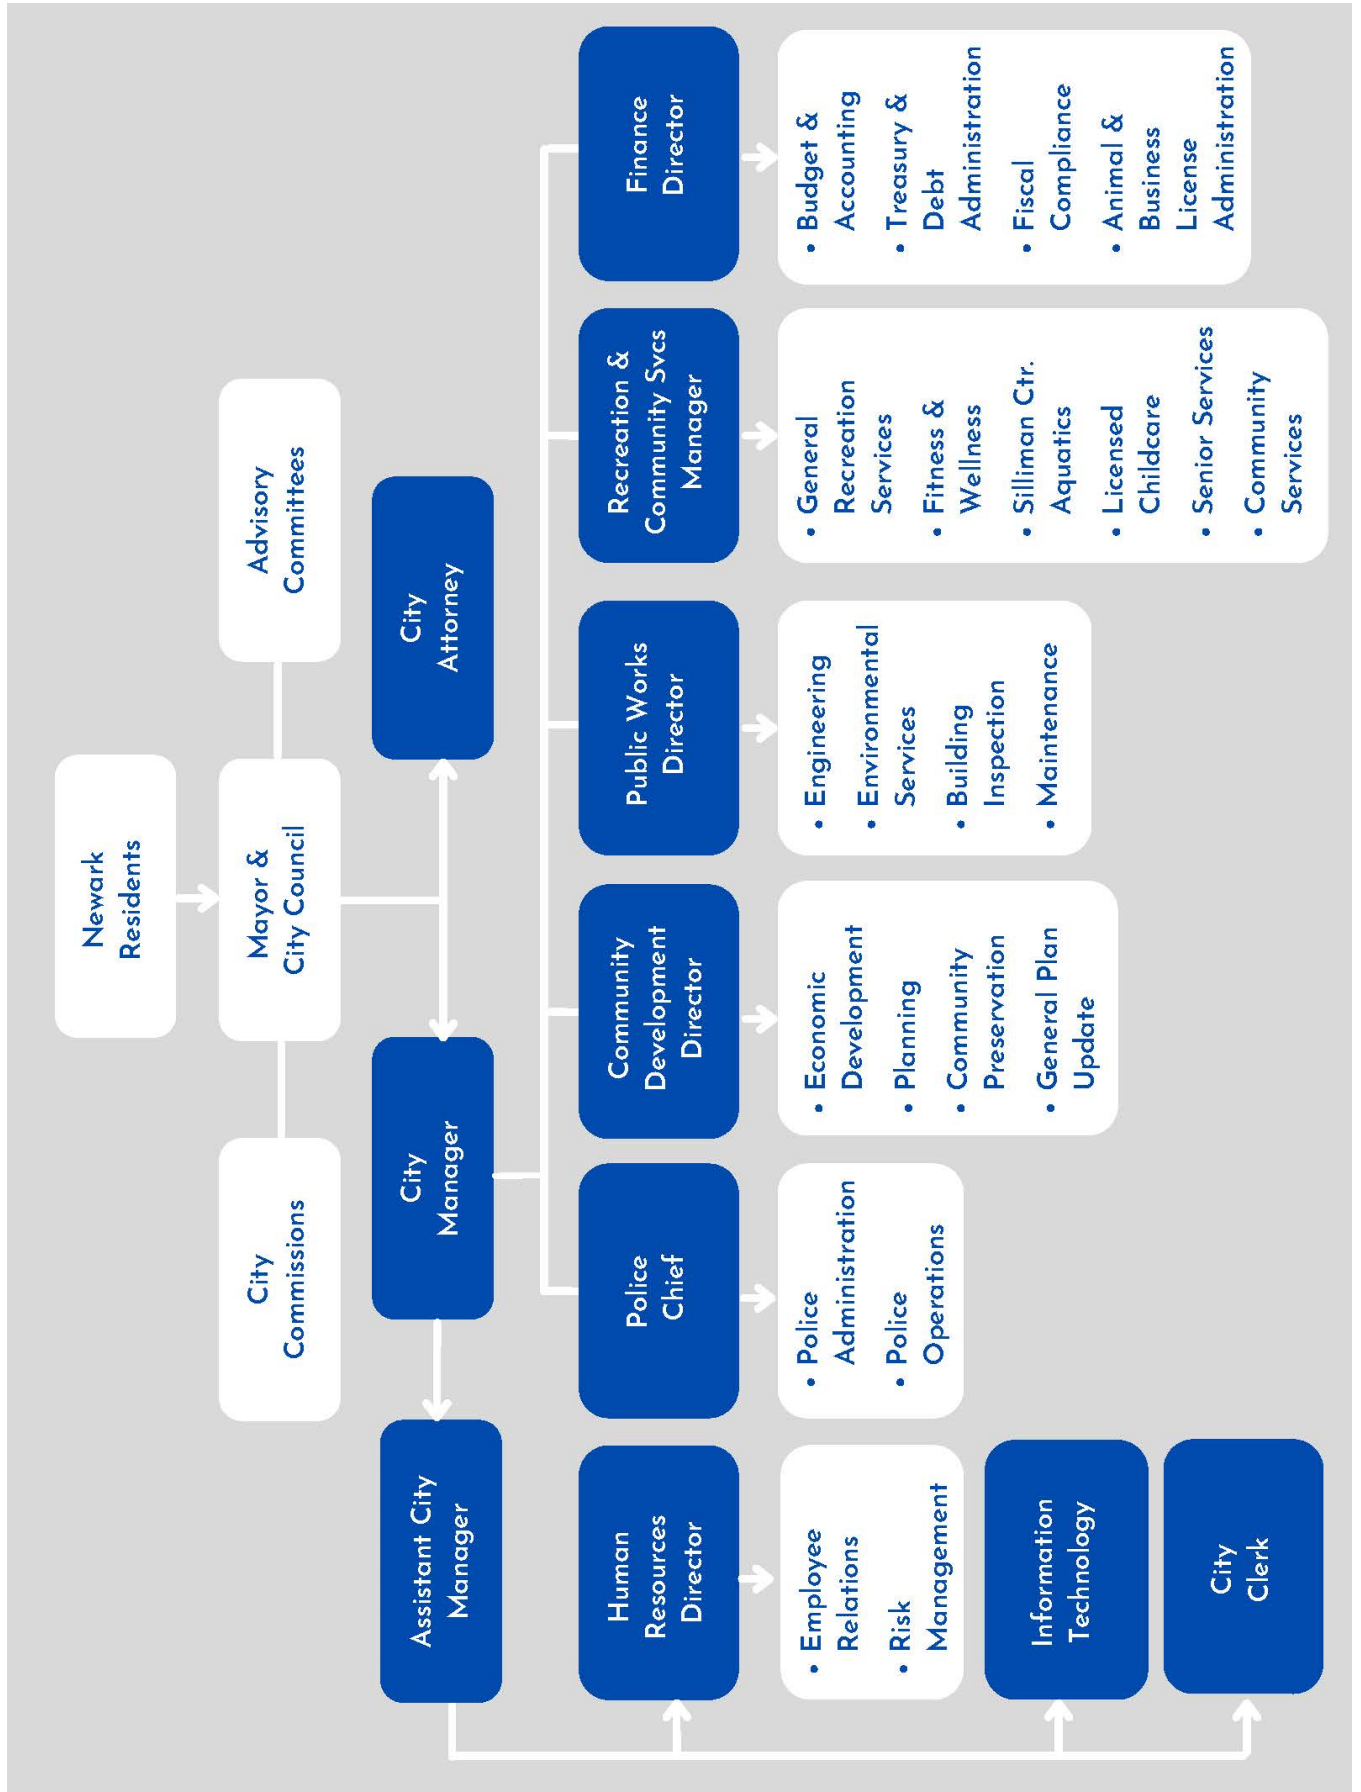 Newark
Residents
City
Commissions
Mayor &
City Council
Advisory
Committees
Assistant City
Manager
City
Manager
City
Attorney
Human
Resources
Director
Police
Chief
Community
Development
Director
Public Works
Director
Recreation &
Community Svcs
Manager
Finance
Director
• Employee
Relations
• Risk
Management
• Police
Administration
• Police
Operations
• Economic
Development
• Planning
• Community
Preservation
• General Plan
Update
• Engineering
• Environmental
Services
• Building
Inspection
• Maintenance
• General
Recreation
Services
• Fitness &
Wellness
• Silliman Ctr.
Aquatics
• Licensed
Childcare
• Senior Services
• Community
Services
• Budget &
Accounting
• Treasury &
Debt
Administration
• Fiscal
Compliance
• Animal &
Business
License
Administration
Information
Technology
City
Clerk